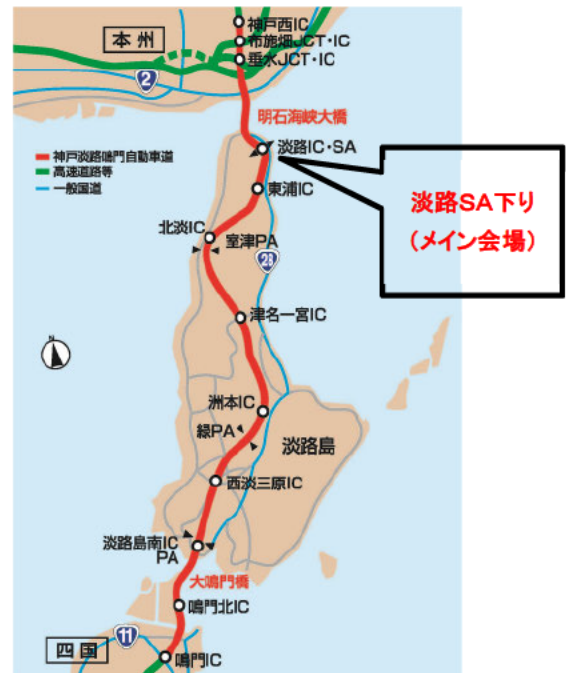 神戸西IC
本州
布施畑JCT・IC
垂水JCT・IC
2
明石海峡大橋
神戸淡路鳴門自動車道
高速道路等
一般国道
淡路IC・SA
淡路SA下り
（メイン会場）
東浦IC
北淡IC
室津PA
28
津名一宮IC
N
洲本IC
緑PA
淡路島
西淡三原IC
淡路島南IC
PA
大鳴門橋
鳴門北IC
11
四国
鳴門IC